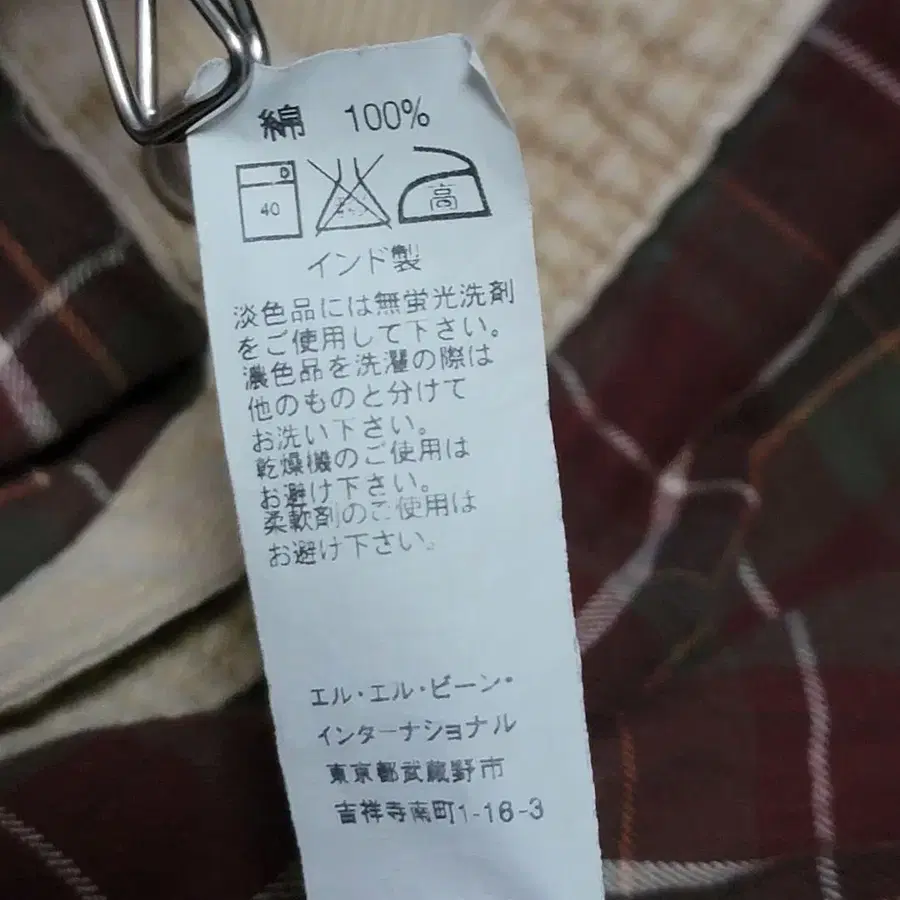 綿 100%
40 高
インド製
淡色品には無蛍光洗剤
をご使用して下さい。
濃色品を洗濯の際は
他のものと分けて
お洗い下さい。
乾燥機のご使用は
お避け下さい。
柔軟剤のご使用は
お避け下さい。
エル・エル・ビーン・
インターナショナル
東京都武蔵野市
吉祥寺南町1-16-3